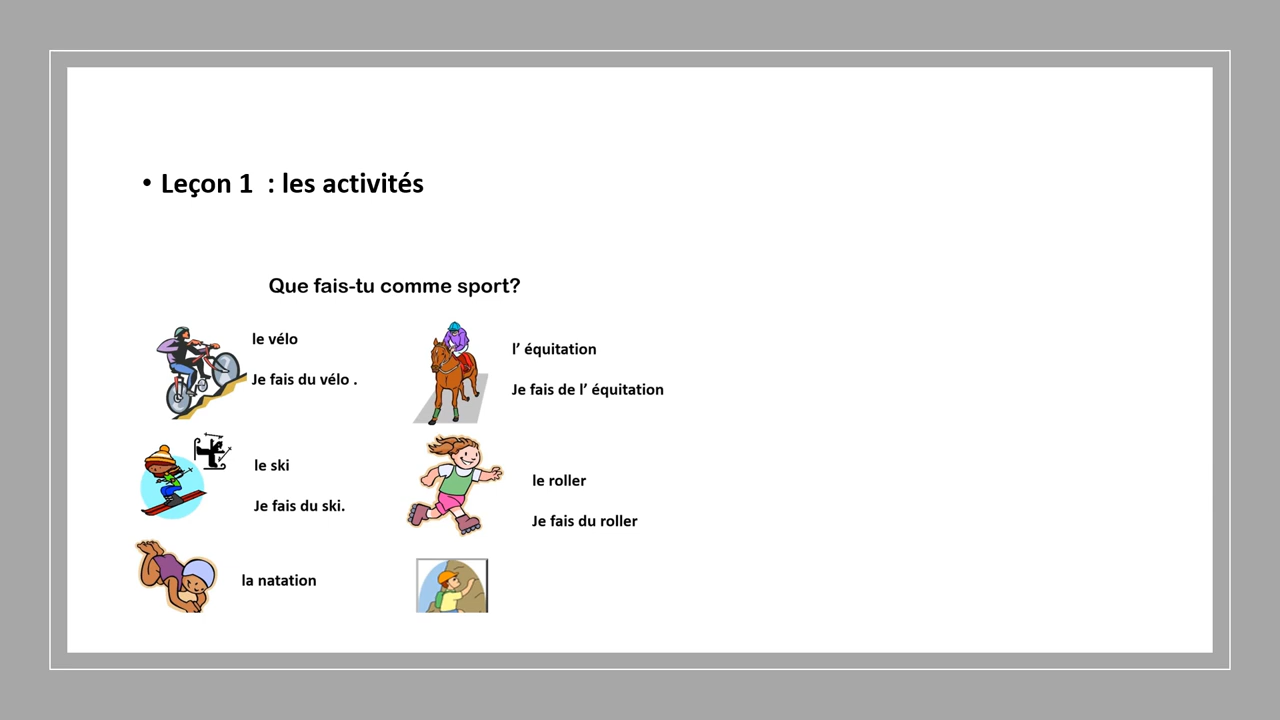 • Leçon 1 : les activités
Que fais-tu comme sport?
le vélo
Je fais du vélo .
l’ équitation
Je fais de l’ équitation
le ski
Je fais du ski.
le roller
Je fais du roller
la natation